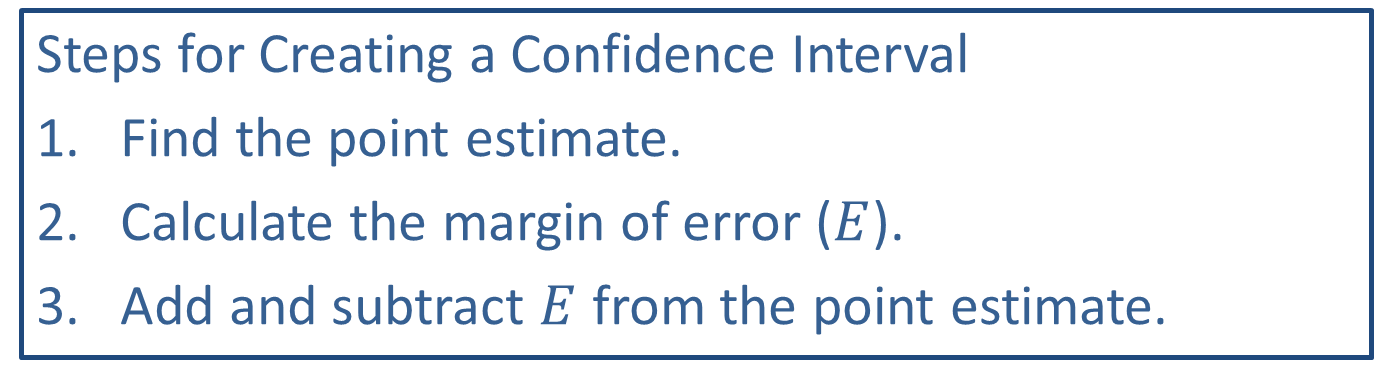 Steps for Creating a Confidence Interval
1. Find the point estimate.
2. Calculate the margin of error (E).
3. Add and subtract E from the point estimate.